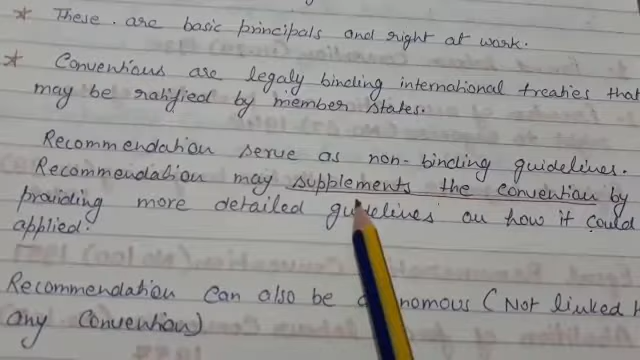 * These are basic principals and right at work.
* Conventions are legaly binding international treaties that
may be ratified by member states.
Recommendation serve as non-binding guidelines.
Recommendation may supplements the convention by
providing more detailed guidelines on how it could
applied.
Recommendation can also be (Not linked
any convention)